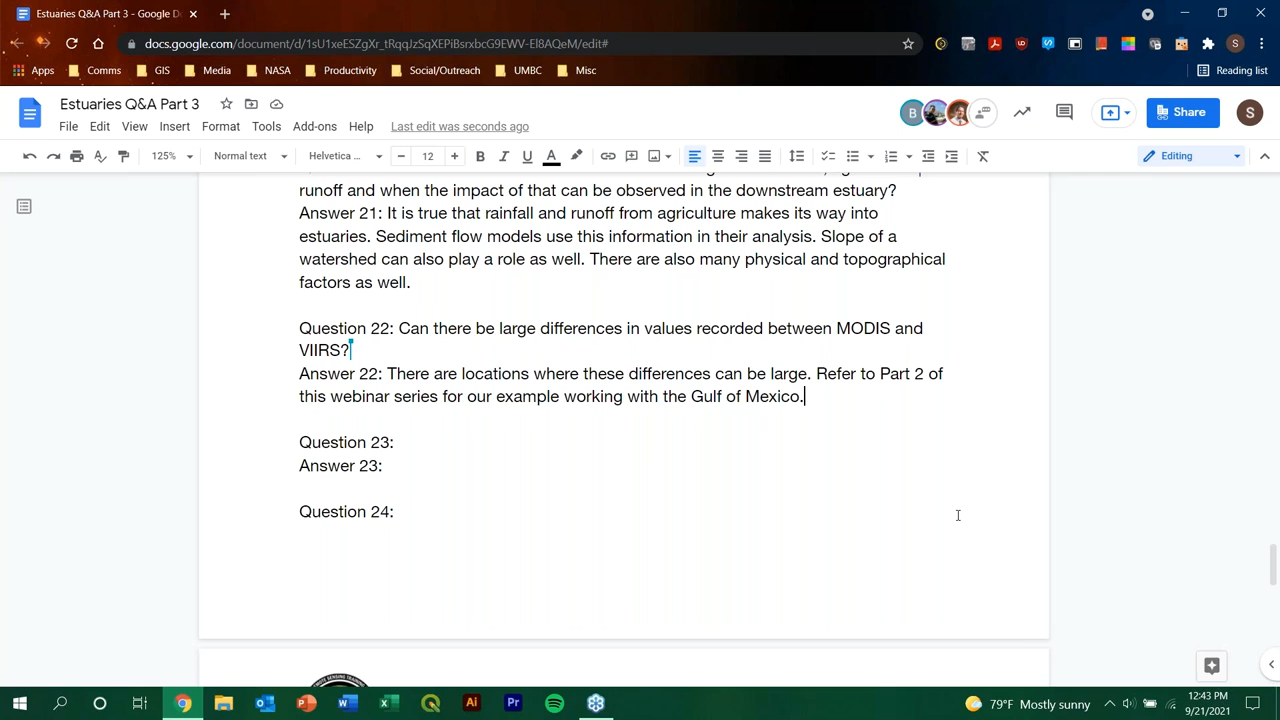 Estuaries Q&A Part 3 - Google D
docs.google.com/document/d/1sU1xeESZgXr_tRqqJzSqXEPiBsrxbcG9EWV-El8AQeM/edit#
Apps Comms GIS Media NASA Productivity Social/Outreach UMBC Misc Reading list
Estuaries Q&A Part 3
File Edit View Insert Format Tools Add-ons Help Last edit was seconds ago
Share
125% Normal text Helvetica ... 12 Editing
runoff and when the impact of that can be observed in the downstream estuary?
Answer 21: It is true that rainfall and runoff from agriculture makes its way into
estuaries. Sediment flow models use this information in their analysis. Slope of a
watershed can also play a role as well. There are also many physical and topographical
factors as well.
Question 22: Can there be large differences in values recorded between MODIS and
VIIRS?
Answer 22: There are locations where these differences can be large. Refer to Part 2 of
this webinar series for our example working with the Gulf of Mexico.
Question 23:
Answer 23:
Question 24:
79°F Mostly sunny
12:43 PM
9/21/2021